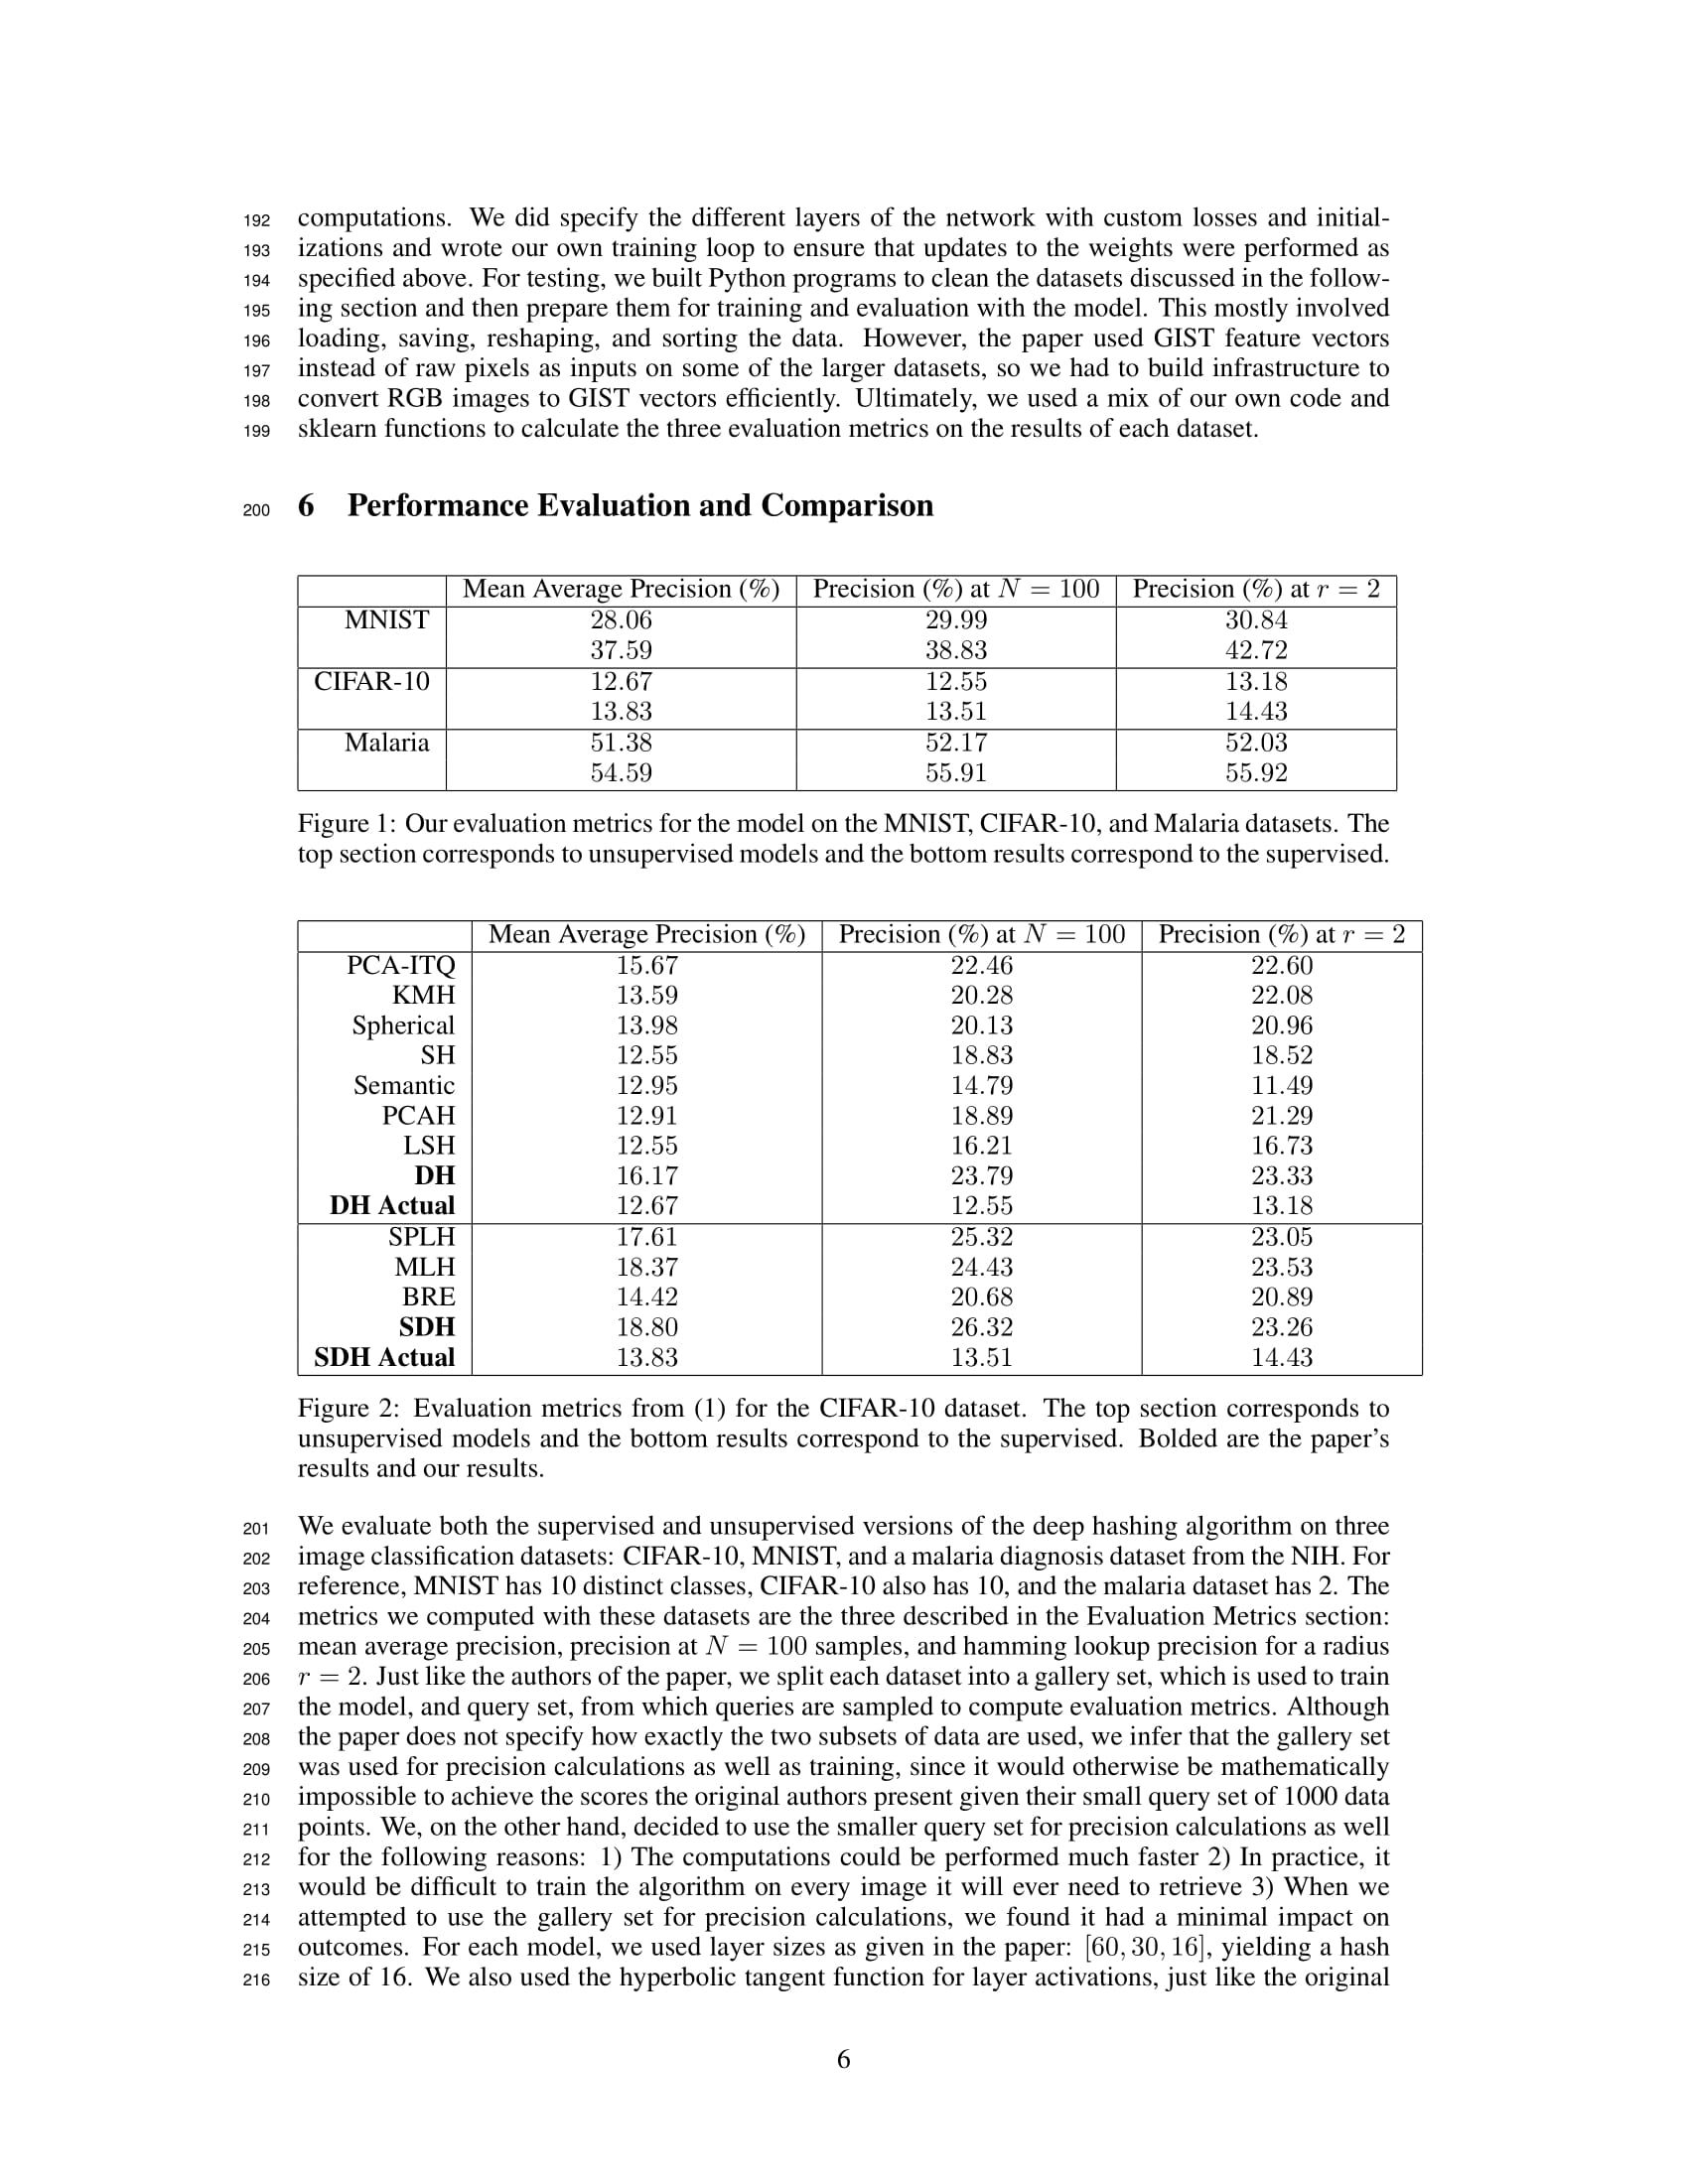 192 computations. We did specify the different layers of the network with custom losses and initial-
193 izations and wrote our own training loop to ensure that updates to the weights were performed as
194 specified above. For testing, we built Python programs to clean the datasets discussed in the follow-
195 ing section and then prepare them for training and evaluation with the model. This mostly involved
196 loading, saving, reshaping, and sorting the data. However, the paper used GIST feature vectors
197 instead of raw pixels as inputs on some of the larger datasets, so we had to build infrastructure to
198 convert RGB images to GIST vectors efficiently. Ultimately, we used a mix of our own code and
199 sklearn functions to calculate the three evaluation metrics on the results of each dataset.
200 6 Performance Evaluation and Comparison
Mean Average Precision (%) Precision (%) at N = 100 Precision (%) at r = 2
MNIST 28.06 29.99 30.84
37.59 38.83 42.72
CIFAR-10 12.67 12.55 13.18
13.83 13.51 14.43
Malaria 51.38 52.17 52.03
54.59 55.91 55.92
Figure 1: Our evaluation metrics for the model on the MNIST, CIFAR-10, and Malaria datasets. The
top section corresponds to unsupervised models and the bottom results correspond to the supervised.
Mean Average Precision (%) Precision (%) at N = 100 Precision (%) at r = 2
PCA-ITQ 15.67 22.46 22.60
KMH 13.59 20.28 22.08
Spherical 13.98 20.13 20.96
SH 12.55 18.83 18.52
Semantic 12.95 14.79 11.49
PCAH 12.91 18.89 21.29
LSH 12.55 16.21 16.73
DH 16.17 23.79 23.33
DH Actual 12.67 12.55 13.18
SPLH 17.61 25.32 23.05
MLH 18.37 24.43 23.53
BRE 14.42 20.68 20.89
SDH 18.80 26.32 23.26
SDH Actual 13.83 13.51 14.43
Figure 2: Evaluation metrics from (1) for the CIFAR-10 dataset. The top section corresponds to
unsupervised models and the bottom results correspond to the supervised. Bolded are the paper's
results and our results.
201 We evaluate both the supervised and unsupervised versions of the deep hashing algorithm on three
202 image classification datasets: CIFAR-10, MNIST, and a malaria diagnosis dataset from the NIH. For
203 reference, MNIST has 10 distinct classes, CIFAR-10 also has 10, and the malaria dataset has 2. The
204 metrics we computed with these datasets are the three described in the Evaluation Metrics section:
205 mean average precision, precision at N = 100 samples, and hamming lookup precision for a radius
206 r = 2. Just like the authors of the paper, we split each dataset into a gallery set, which is used to train
207 the model, and query set, from which queries are sampled to compute evaluation metrics. Although
208 the paper does not specify how exactly the two subsets of data are used, we infer that the gallery set
209 was used for precision calculations as well as training, since it would otherwise be mathematically
210 impossible to achieve the scores the original authors present given their small query set of 1000 data
211 points. We, on the other hand, decided to use the smaller query set for precision calculations as well
212 for the following reasons: 1) The computations could be performed much faster 2) In practice, it
213 would be difficult to train the algorithm on every image it will ever need to retrieve 3) When we
214 attempted to use the gallery set for precision calculations, we found it had a minimal impact on
215 outcomes. For each model, we used layer sizes as given in the paper: [60, 30, 16], yielding a hash
216 size of 16. We also used the hyperbolic tangent function for layer activations, just like the original
6